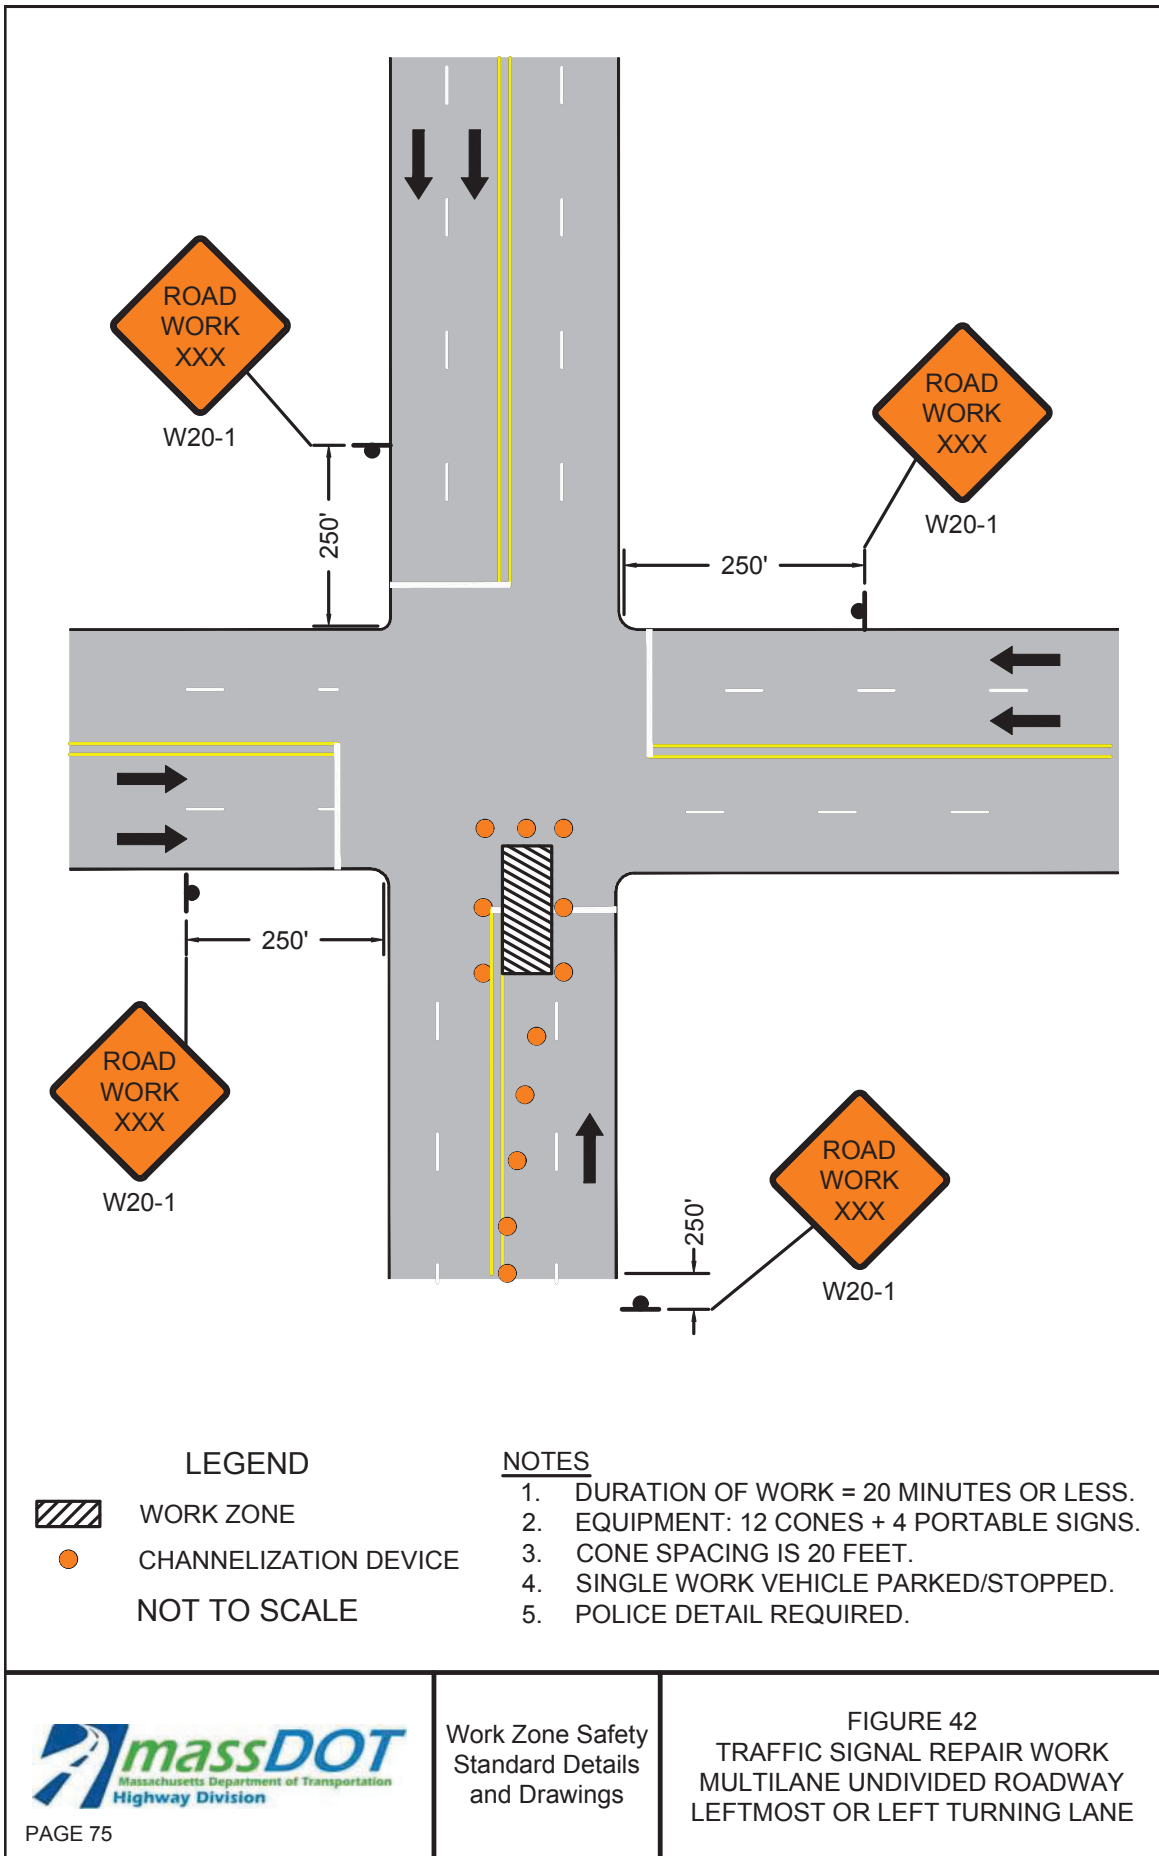 ROAD
WORK
XXX
W20-1
250'
ROAD
WORK
XXX
W20-1
250'
250'
ROAD
WORK
XXX
W20-1
250'
ROAD
WORK
XXX
W20-1
LEGEND
WORK ZONE
CHANNELIZATION DEVICE
NOT TO SCALE
NOTES
1. DURATION OF WORK = 20 MINUTES OR LESS.
2. EQUIPMENT: 12 CONES + 4 PORTABLE SIGNS.
3. CONE SPACING IS 20 FEET.
4. SINGLE WORK VEHICLE PARKED/STOPPED.
5. POLICE DETAIL REQUIRED.
massDOT
Massachusetts Department of Transportation
Highway Division
PAGE 75
Work Zone Safety
Standard Details
and Drawings
FIGURE 42
TRAFFIC SIGNAL REPAIR WORK
MULTILANE UNDIVIDED ROADWAY
LEFTMOST OR LEFT TURNING LANE